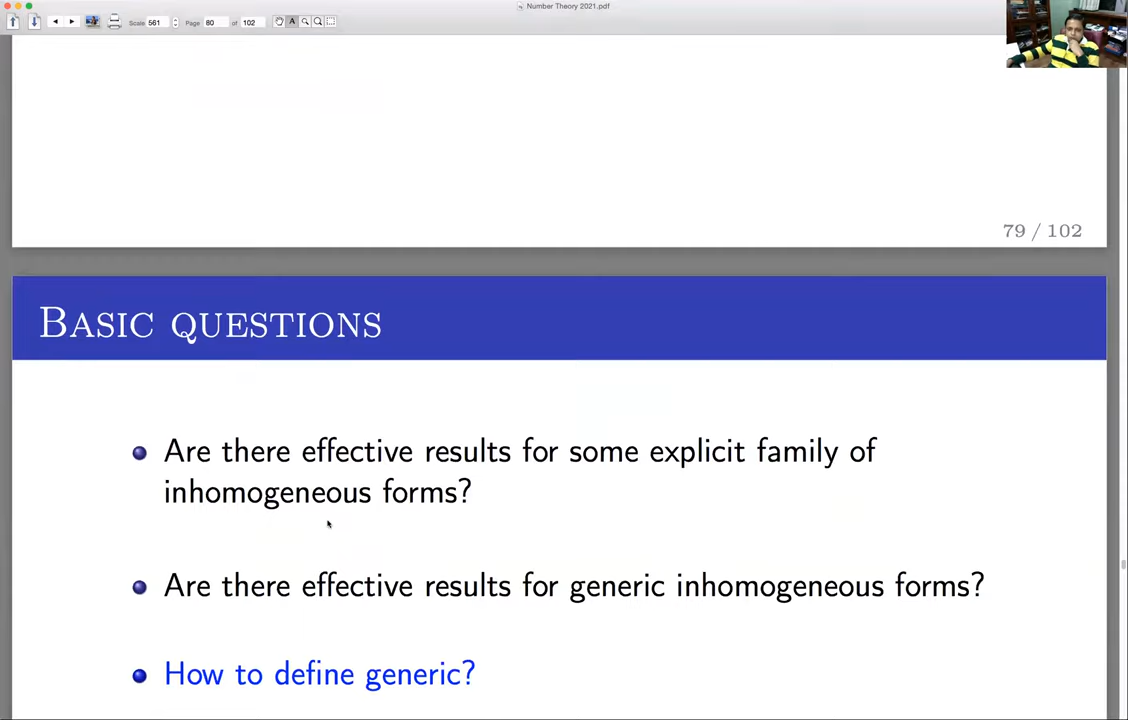 Number Theory 2021.pdf
Scale 561 Page 80 of 102
79 / 102
BASIC QUESTIONS
Are there effective results for some explicit family of
inhomogeneous forms?
Are there effective results for generic inhomogeneous forms?
How to define generic?